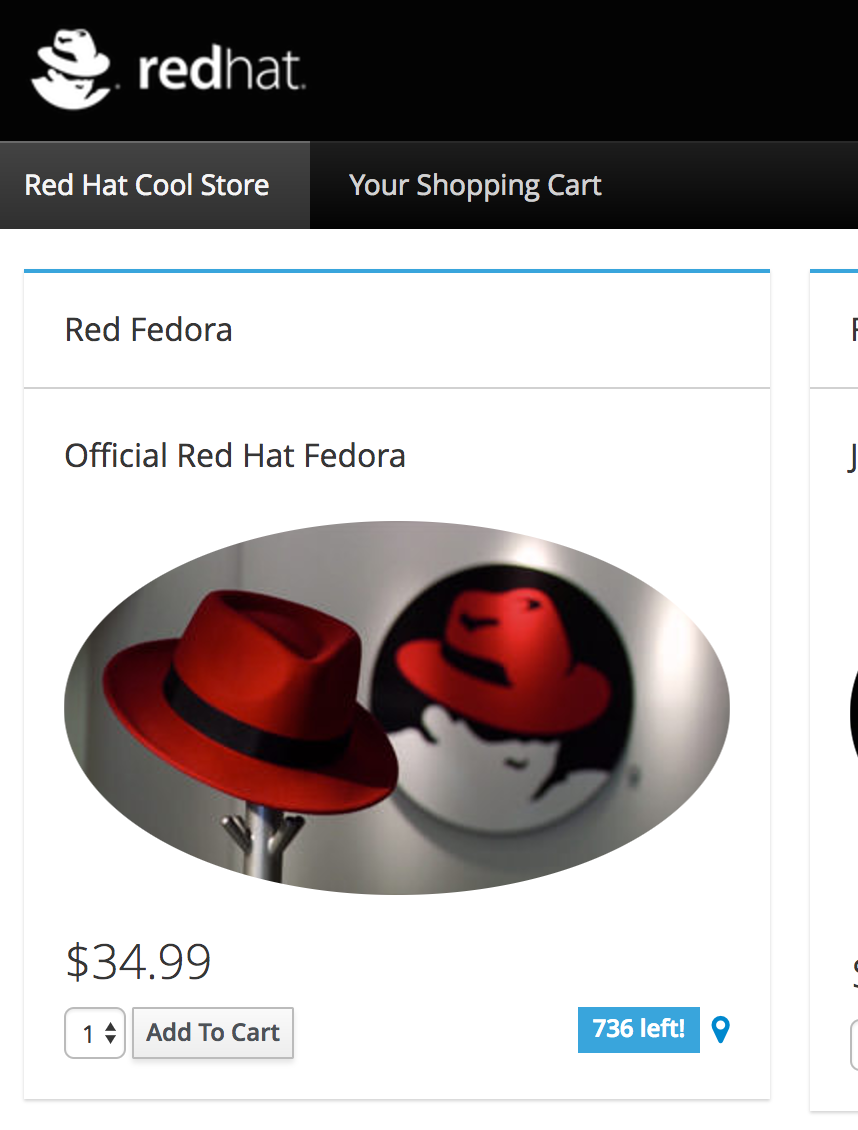 redhat.
Red Hat Cool Store
Your Shopping Cart
Red Fedora
Official Red Hat Fedora
$34.99
1
Add To Cart
736 left!